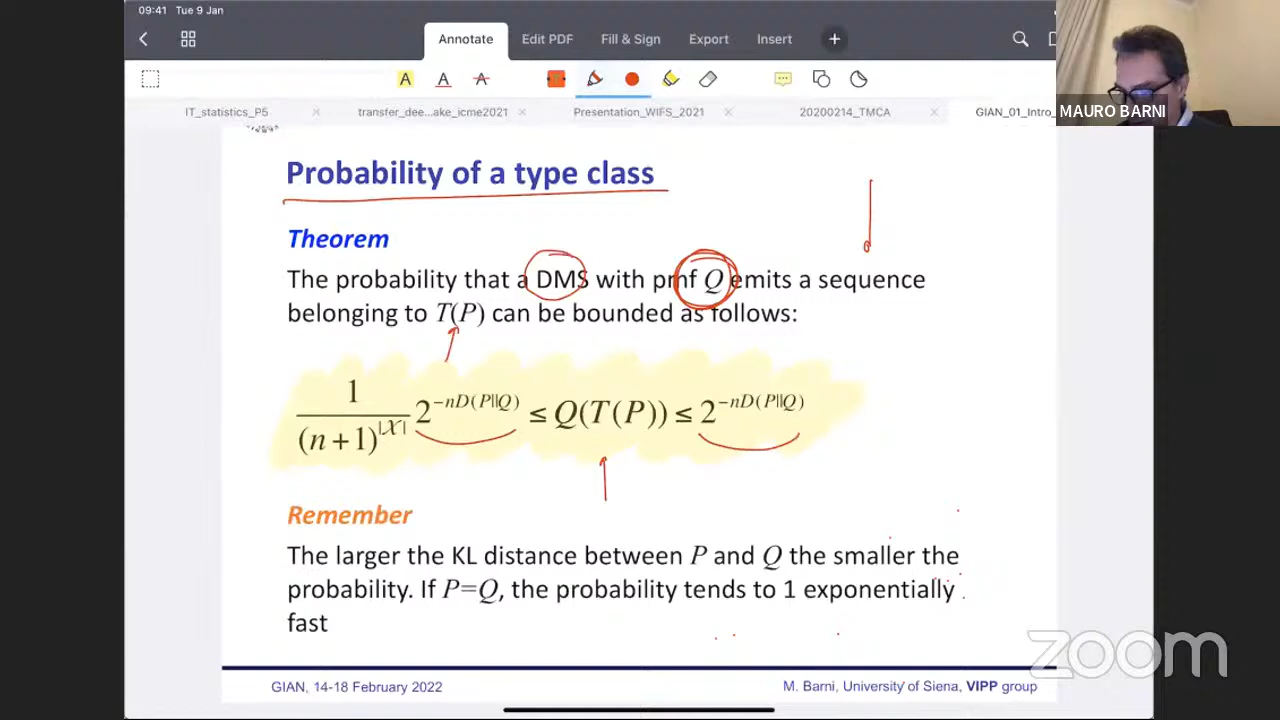 09:41 Tue 9 Jan
Annotate Edit PDF Fill & Sign Export Insert
A A A
IT_statistics_P5 transfer_dee...ake_icme2021 Presentation_WIFS_2021 20200214_TMCA GIAN_01_Intro_
MAURO BARNI
Probability of a type class
Theorem
The probability that a DMS with pmf Q emits a sequence
belonging to T(P) can be bounded as follows:
1/(n+1)^|X| 2^−nD(P||Q) ≤ Q(T(P)) ≤ 2^−nD(P||Q)
Remember
The larger the KL distance between P and Q the smaller the
probability. If P=Q, the probability tends to 1 exponentially
fast
zoom
GIAN, 14-18 February 2022 M. Barni, University of Siena, VIPP group